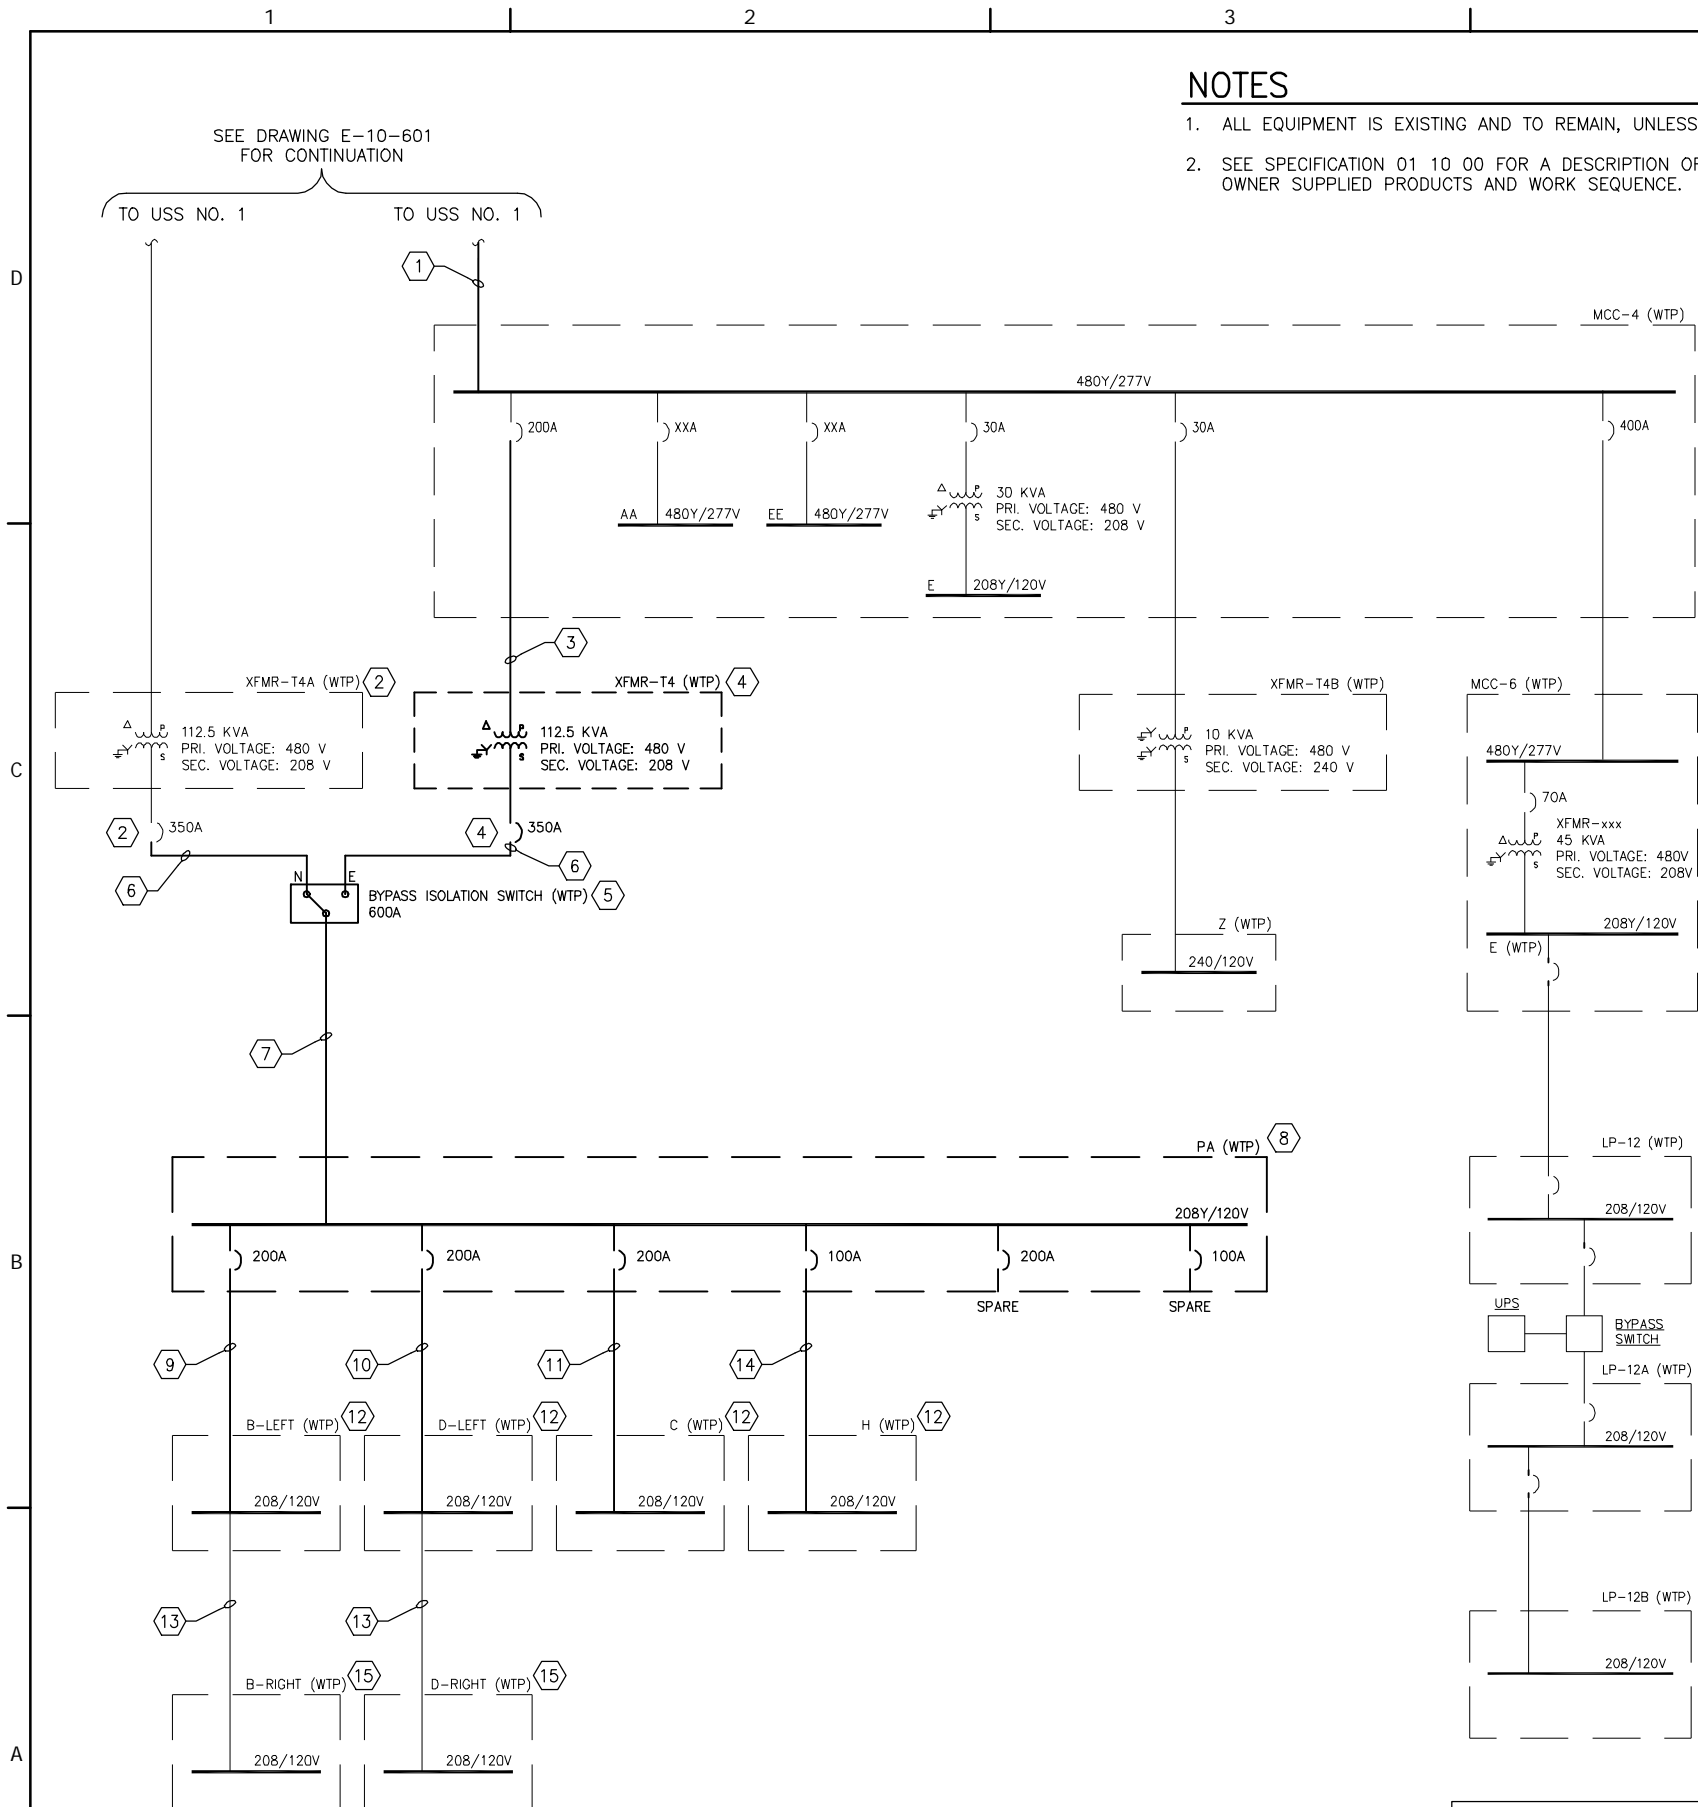 1
2
3
NOTES
1. ALL EQUIPMENT IS EXISTING AND TO REMAIN, UNLESS
2. SEE SPECIFICATION 01 10 00 FOR A DESCRIPTION OF
OWNER SUPPLIED PRODUCTS AND WORK SEQUENCE.
SEE DRAWING E-10-601
FOR CONTINUATION
TO USS NO. 1
TO USS NO. 1
1
D
MCC-4 (WTP)
480Y/277V
200A
XXA
XXA
30A
30A
400A
Δ
P
30 KVA
PRI. VOLTAGE: 480 V
SEC. VOLTAGE: 208 V
Y
S
AA 480Y/277V
EE 480Y/277V
E 208Y/120V
3
XFMR-T4A (WTP)
2
XFMR-T4 (WTP)
4
XFMR-T4B (WTP)
MCC-6 (WTP)
Δ
P
112.5 KVA
PRI. VOLTAGE: 480 V
SEC. VOLTAGE: 208 V
Y
S
Δ
P
112.5 KVA
PRI. VOLTAGE: 480 V
SEC. VOLTAGE: 208 V
Y
S
Y
P
10 KVA
PRI. VOLTAGE: 480 V
SEC. VOLTAGE: 240 V
Y
S
480Y/277V
C
70A
XFMR-xxx
45 KVA
PRI. VOLTAGE: 480V
SEC. VOLTAGE: 208V
Δ
P
Y
S
2
350A
4
350A
6
6
N
E
BYPASS ISOLATION SWITCH (WTP)
600A
5
Z (WTP)
240/120V
208Y/120V
E (WTP)
7
PA (WTP)
8
LP-12 (WTP)
208Y/120V
208/120V
B
200A
200A
200A
100A
200A
100A
SPARE
SPARE
UPS
BYPASS
SWITCH
9
10
11
14
LP-12A (WTP)
B-LEFT (WTP)
12
D-LEFT (WTP)
12
C (WTP)
12
H (WTP)
12
208/120V
208/120V
208/120V
208/120V
208/120V
13
13
LP-12B (WTP)
208/120V
B-RIGHT (WTP)
15
D-RIGHT (WTP)
15
A
208/120V
208/120V